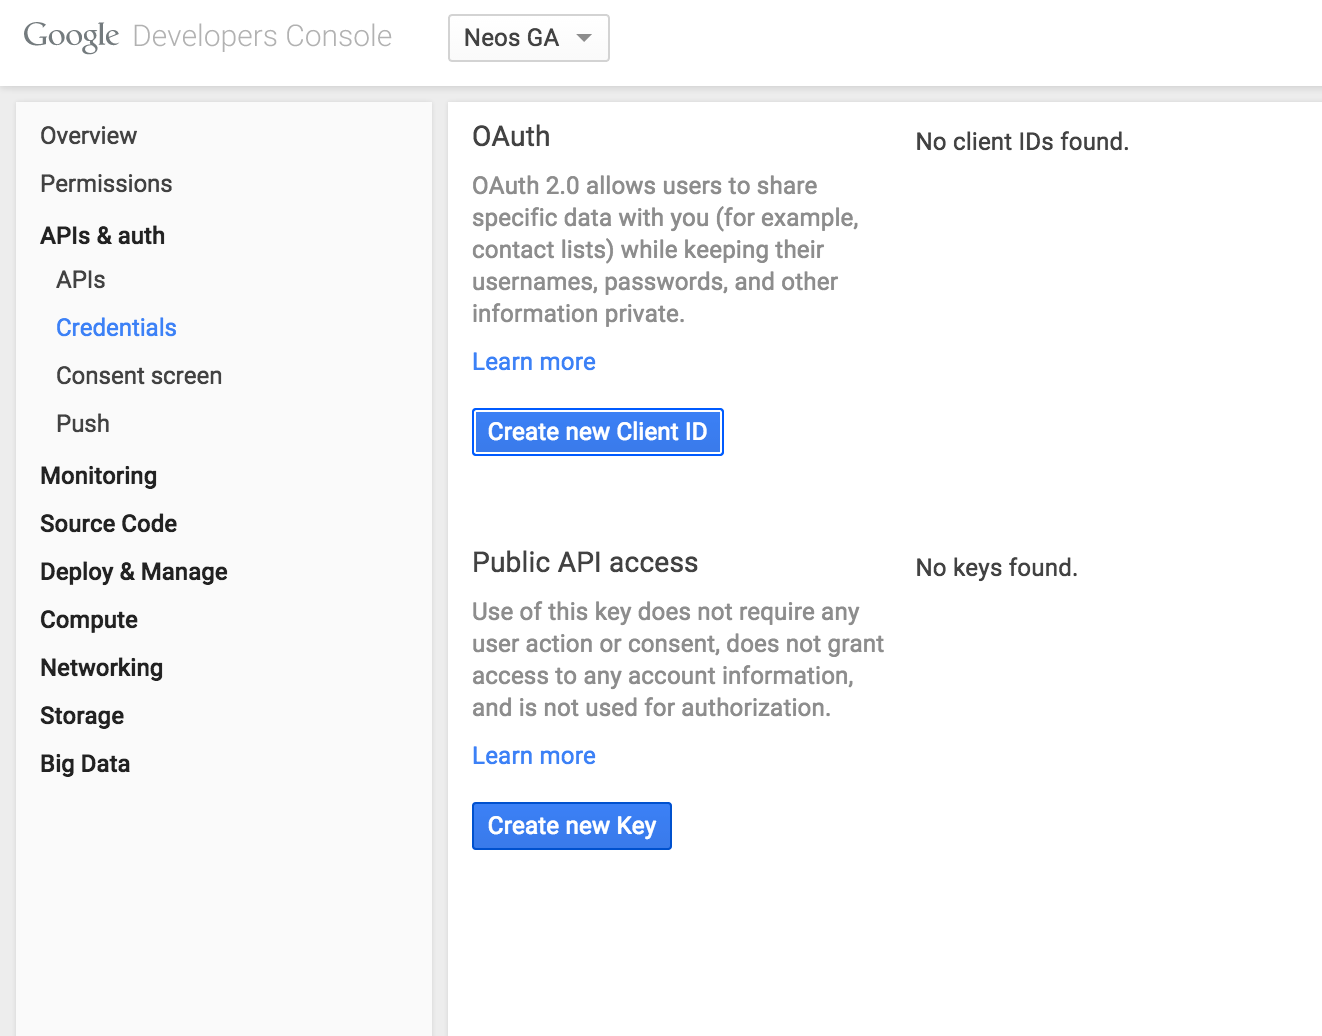 Google Developers Console
Neos GA
Overview
Permissions
APIs & auth
APIs
Credentials
Consent screen
Push
Monitoring
Source Code
Deploy & Manage
Compute
Networking
Storage
Big Data
OAuth
OAuth 2.0 allows users to share
specific data with you (for example,
contact lists) while keeping their
usernames, passwords, and other
information private.
Learn more
Create new Client ID
No client IDs found.
Public API access
Use of this key does not require any
user action or consent, does not grant
access to any account information,
and is not used for authorization.
Learn more
Create new Key
No keys found.